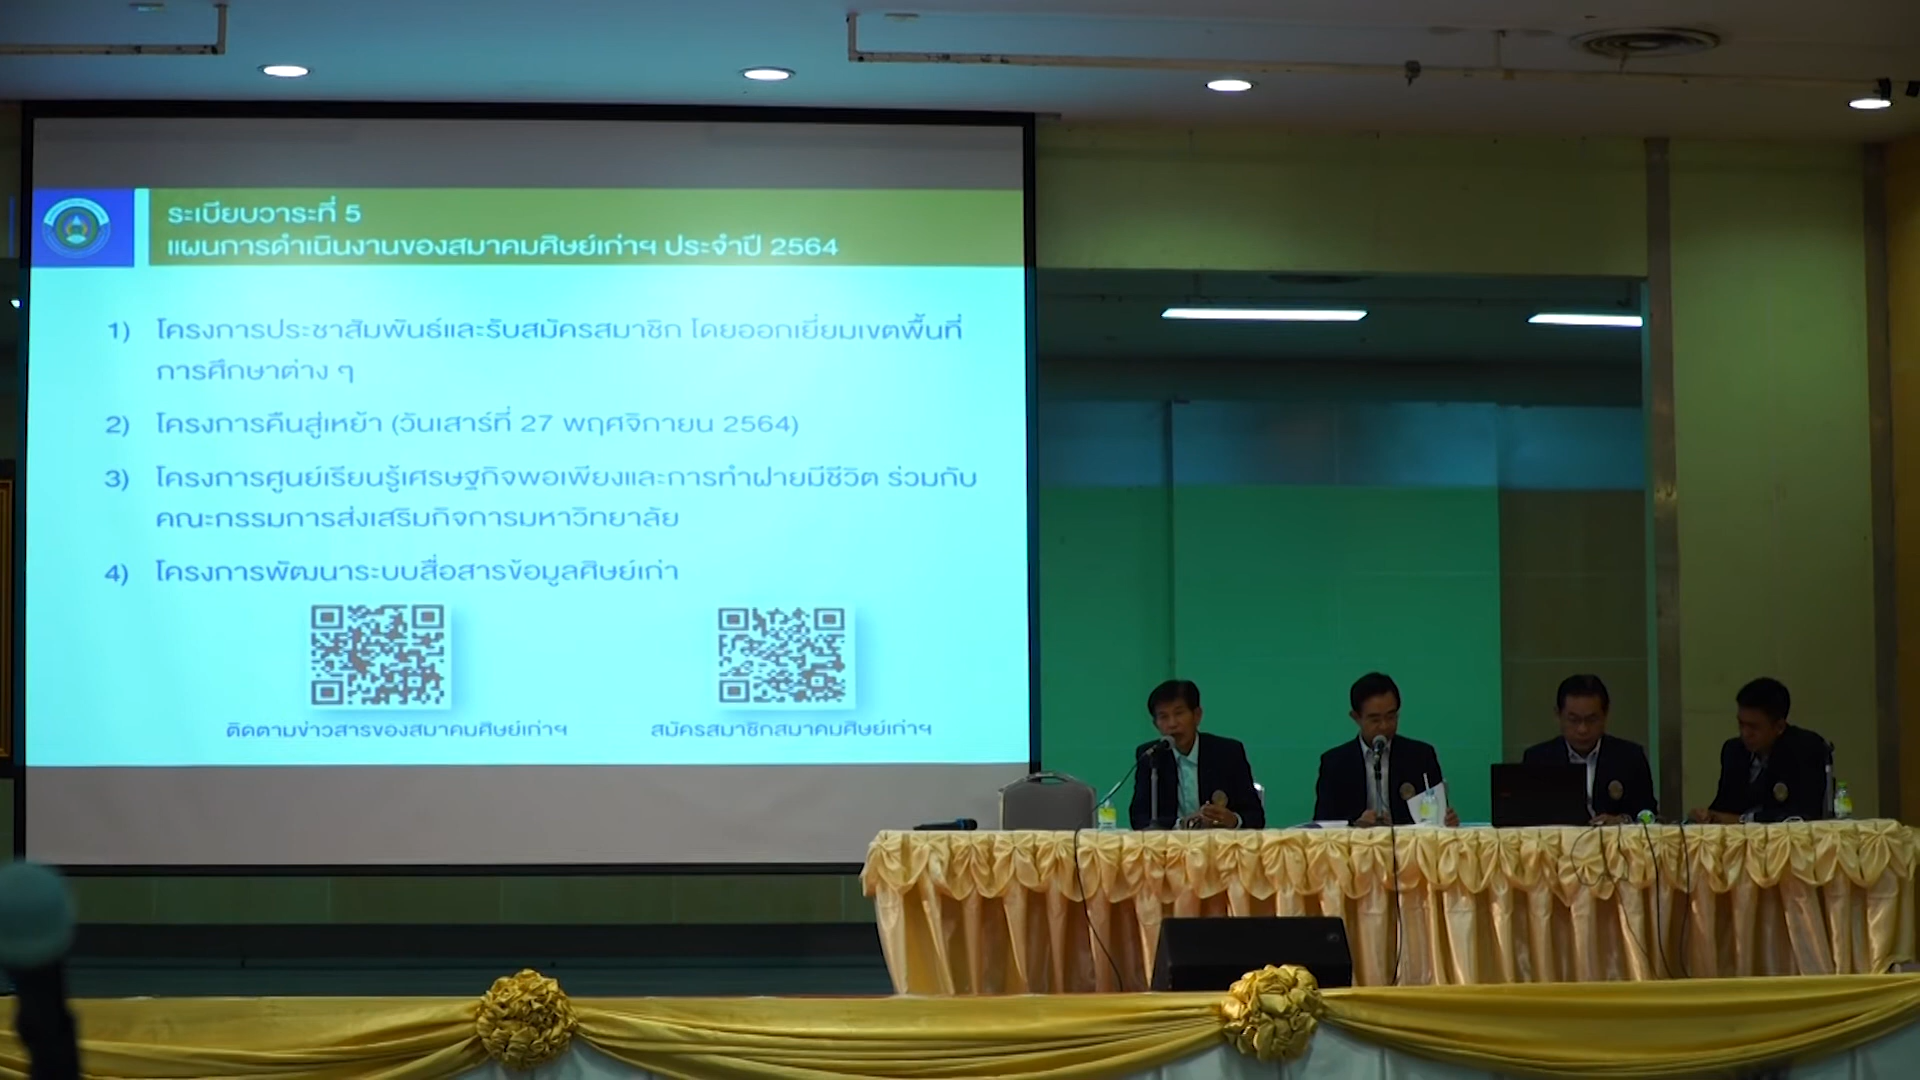 ระเบียบวาระที่ 5
แผนการดำเนินงานของสมาคมศิษย์เก่าฯ ประจำปี 2564
1) โครงการประชาสัมพันธ์และรับสมัครสมาชิก โดยออกเยี่ยมเขตพื้นที่
การศึกษาต่าง ๆ
2) โครงการคืนสู่เหย้า (วันเสาร์ที่ 27 พฤศจิกายน 2564)
3) โครงการศูนย์เรียนรู้เศรษฐกิจพอเพียงและการทำฝายมีชีวิต ร่วมกับ
คณะกรรมการส่งเสริมกิจการมหาวิทยาลัย
4) โครงการพัฒนาระบบสื่อสารข้อมูลศิษย์เก่า
ติดตามข่าวสารของสมาคมศิษย์เก่าฯ
สมัครสมาชิกสมาคมศิษย์เก่าฯ